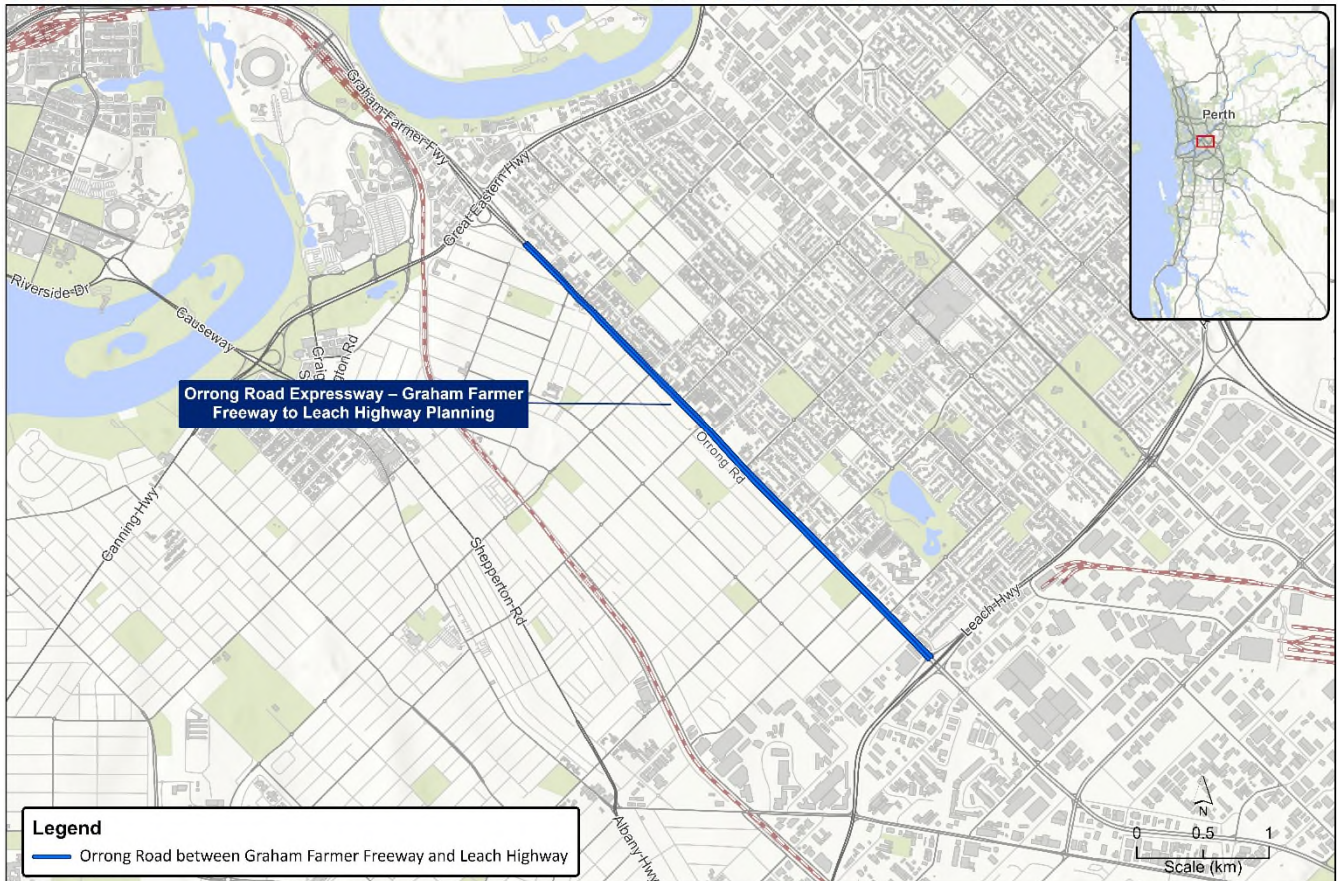 Graham Farmer Fwy
Great Eastern Hwy
Perth
Riverside Dr
Causeway
Orrong Road Expressway – Graham Farmer
Freeway to Leach Highway Planning
Orrong Rd
Canning Hwy
Shepperton Rd
Leach Hwy
Albany Hwy
N
0 0.5 1
Scale (km)
Legend
Orrong Road between Graham Farmer Freeway and Leach Highway